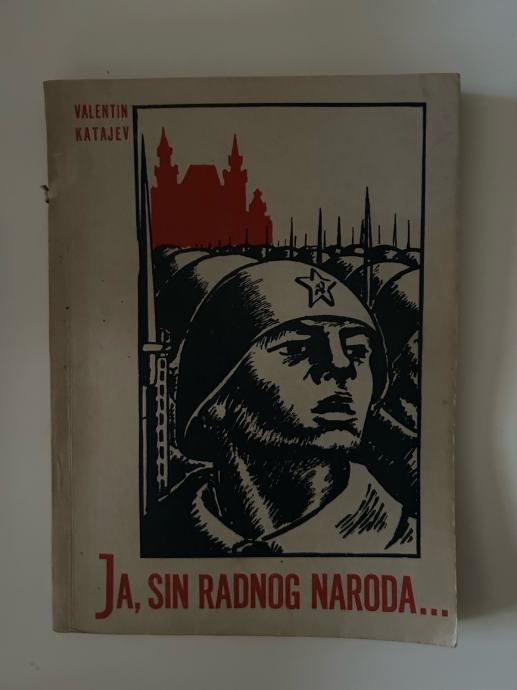 VALENTIN
KATAJEV
JA, SIN RADNOG NARODA...